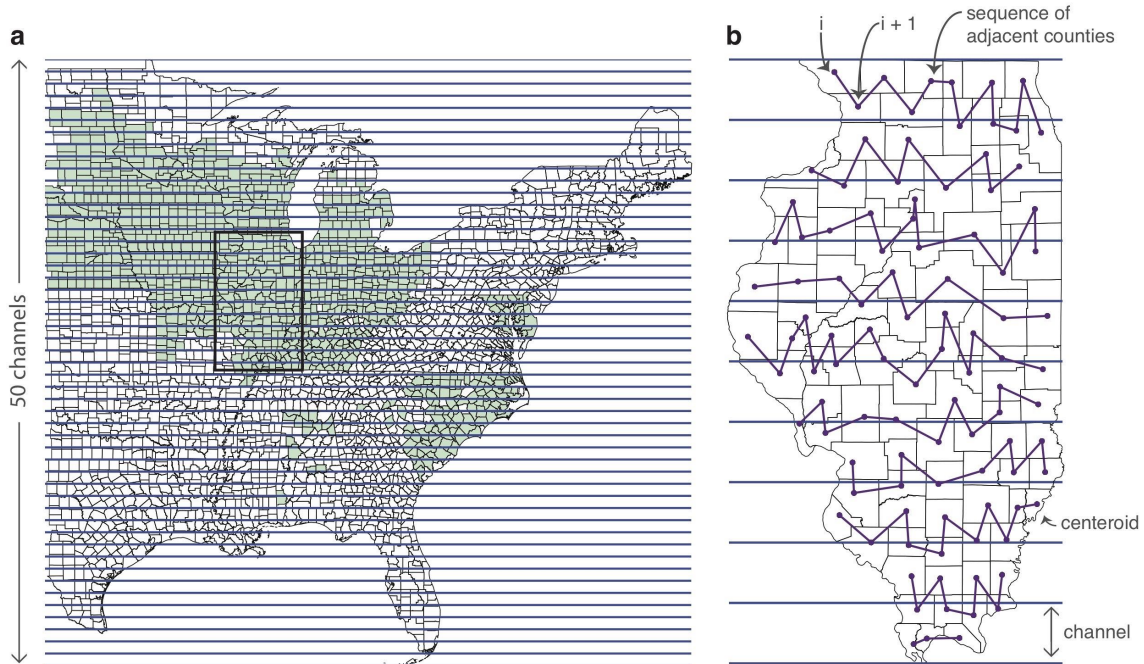 a
50 channels
b
i
i + 1
sequence of
adjacent counties
centeroid
channel